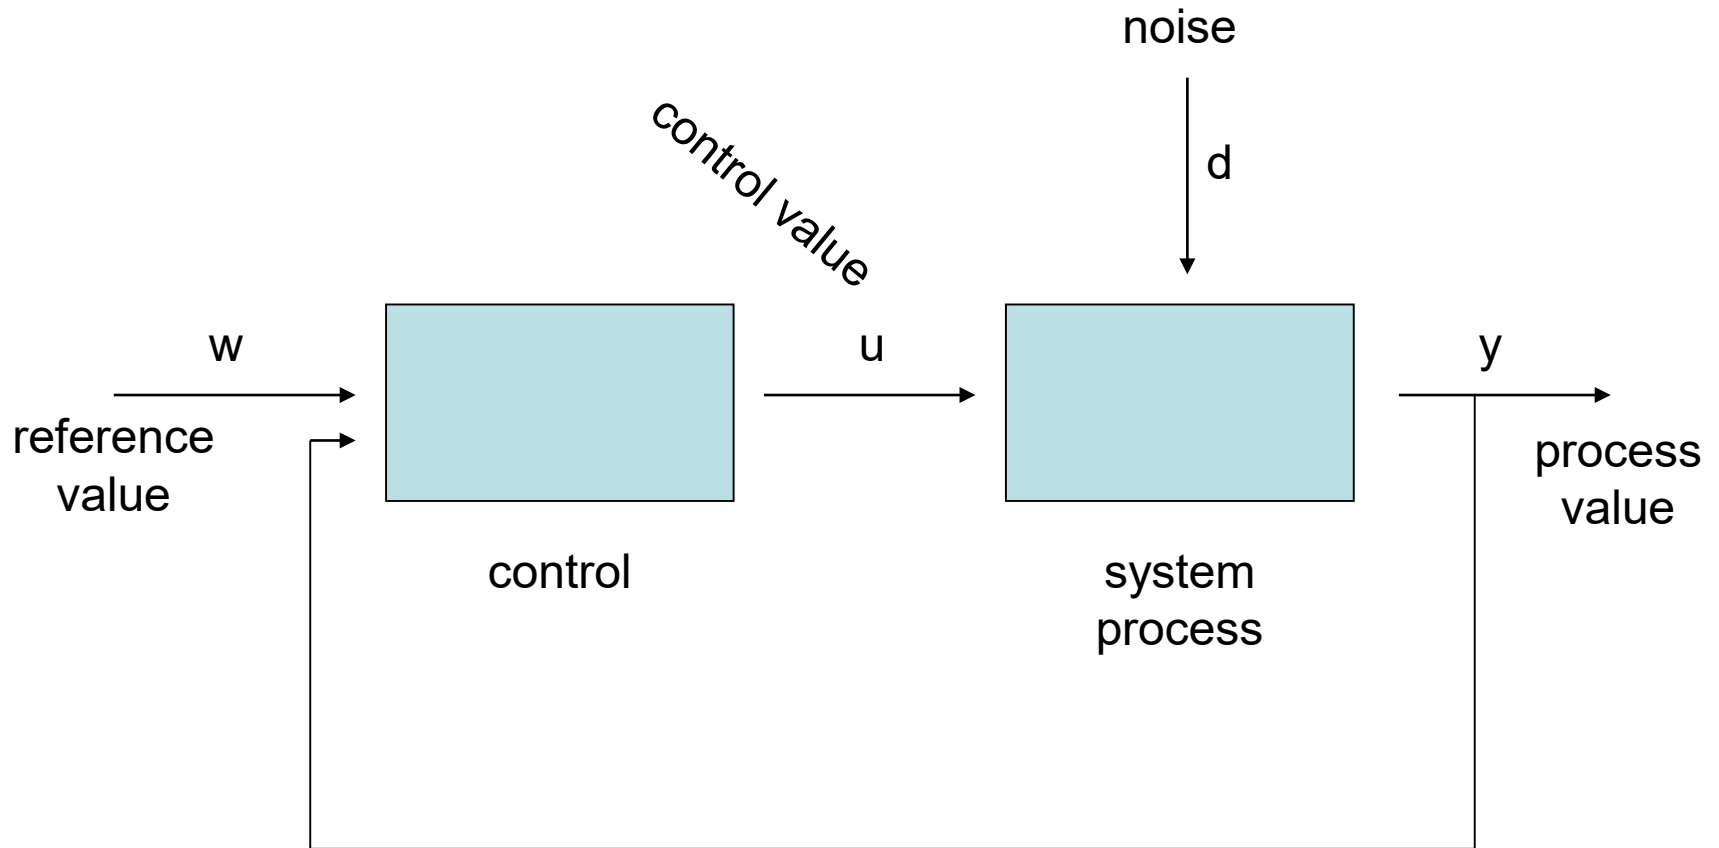 noise
control value
d
w
u
y
reference
value
process
value
control
system
process